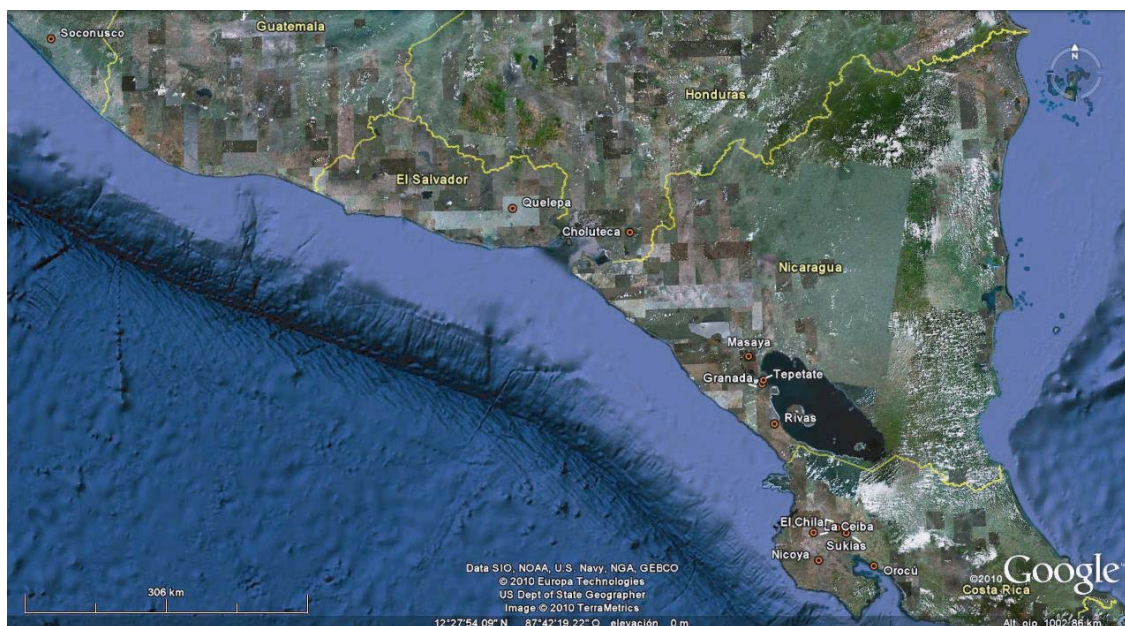 Guatemala
Soconusco
Honduras
El Salvador
Quelepa
Choluteca
Nicaragua
Masaya
Granada
Tepetate
Rivas
El Chilar
La Ceiba
Sukias
Nicoya
Orocú
Data SIO, NOAA, U.S. Navy, NGA, GEBCO
© 2010 Europa Technologies
US Dept of State Geographer
Image © 2010 TerraMetrics
©2010 Google
Costa Rica
306 km
N
12°27'54.09" N 87°42'19.22" O elevación 0 m
Alt. ojo 1002.86 km